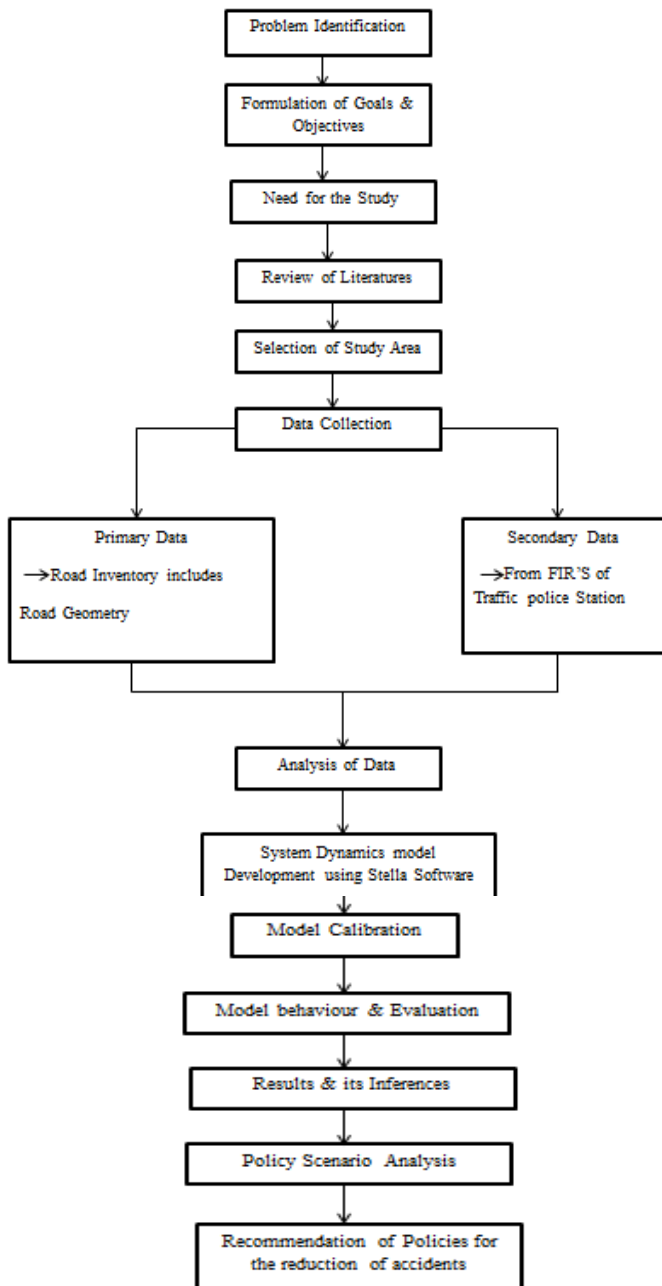 Problem Identification
Formulation of Goals &
Objectives
Need for the Study
Review of Literatures
Selection of Study Area
Data Collection
Primary Data
→Road Inventory includes
Road Geometry
Secondary Data
→From FIR'S of
Traffic police Station
Analysis of Data
System Dynamics model
Development using Stella Software
Model Calibration
Model behaviour & Evaluation
Results & its Inferences
Policy Scenario Analysis
Recommendation of Policies for
the reduction of accidents